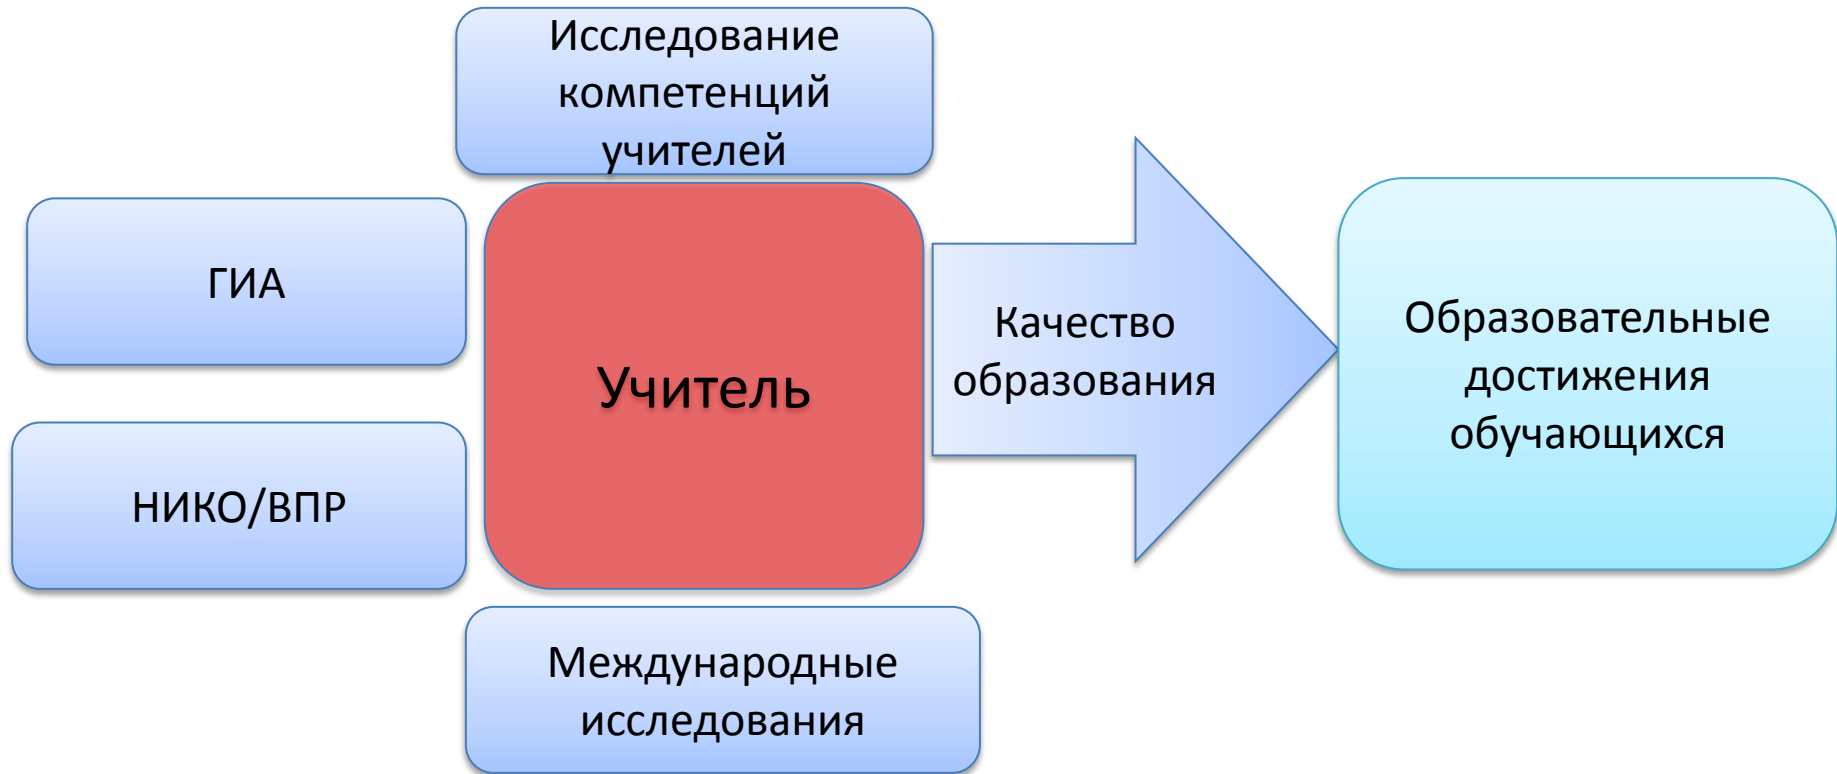 Исследование
компетенций
учителей
ГИА
НИКО/ВПР
Учитель
Международные
исследования
Качество
образования
Образовательные
достижения
обучающихся